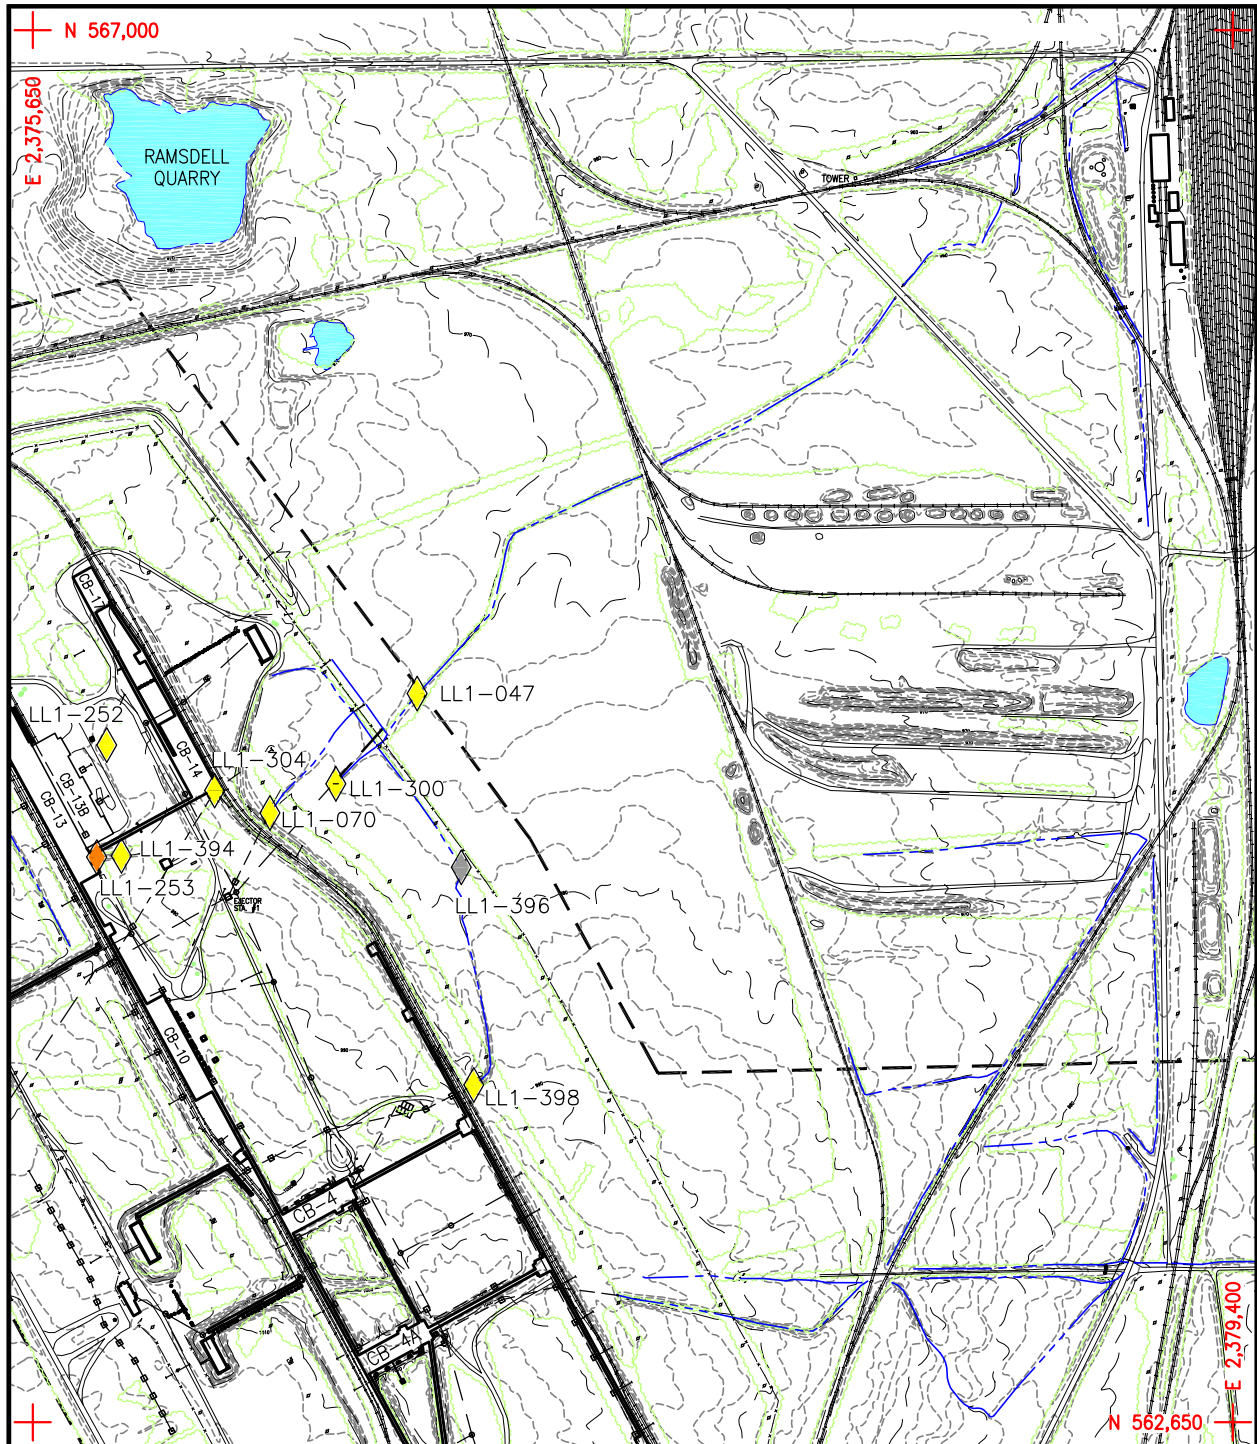 N 567,000
E 2,375,650
RAMSDELL
QUARRY
TOWER
CB-17
LL1-047
LL1-252
CB-14
LL1-304
LL1-300
CB-13B
CB-13
LL1-070
LL1-394
LL1-253
EJECTOR
STA. #1
LL1-396
CB-10
LL1-398
CB-4
CB-4A
E 2,379,400
N 562,650